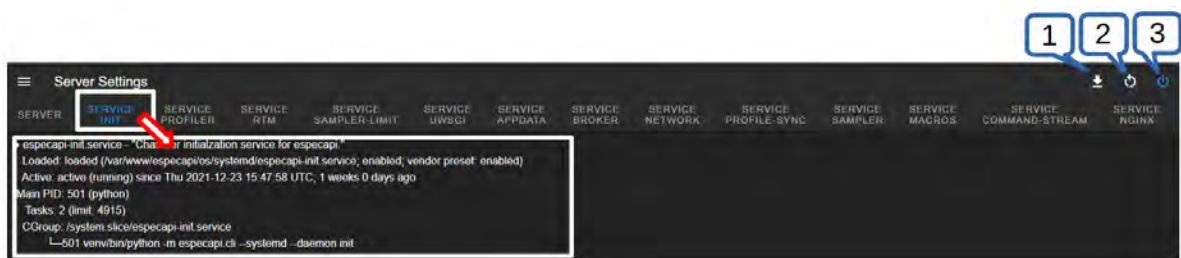 1 2 3
Server Settings
SERVER SERVICE INIT SERVICE PROFILER SERVICE RTM SERVICE SAMPLER-LIMIT SERVICE UWSGI SERVICE APPDATA SERVICE BROKER SERVICE NETWORK SERVICE PROFILE-SYNC SERVICE SAMPLER SERVICE MACROS SERVICE COMMAND-STREAM SERVICE NGINX
especapi-init.service - "Cha er initialzation service for especapi."
Loaded: loaded (/var/www/especapi/os/systemd/especapi-init.service; enabled; vendor preset: enabled)
Active: active (running) since Thu 2021-12-23 15:47:58 UTC; 1 weeks 0 days ago
Main PID: 501 (python)
Tasks: 2 (limit: 4915)
CGroup: /system.slice/especapi-init.service
└─501 venv/bin/python -m especapi.cli --systemd --daemon init